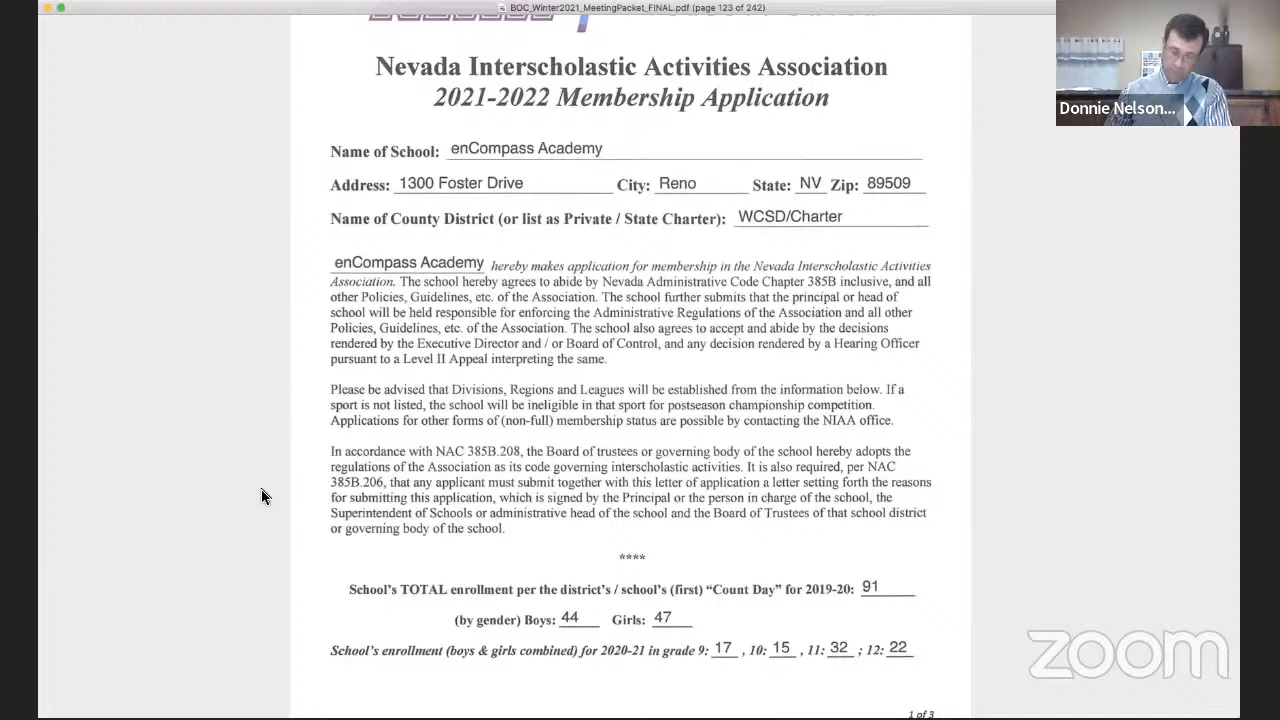 BOC_Winter2021_MeetingPacket_FINAL.pdf (page 123 of 242)
Nevada Interscholastic Activities Association
2021-2022 Membership Application
Name of School: enCompass Academy
Address: 1300 Foster Drive City: Reno State: NV Zip: 89509
Name of County District (or list as Private / State Charter): WCSD/Charter
enCompass Academy hereby makes application for membership in the Nevada Interscholastic Activities
Association. The school hereby agrees to abide by Nevada Administrative Code Chapter 385B inclusive, and all
other Policies, Guidelines, etc. of the Association. The school further submits that the principal or head of
school will be held responsible for enforcing the Administrative Regulations of the Association and all other
Policies, Guidelines, etc. of the Association. The school also agrees to accept and abide by the decisions
rendered by the Executive Director and / or Board of Control, and any decision rendered by a Hearing Officer
pursuant to a Level II Appeal interpreting the same.
Please be advised that Divisions, Regions and Leagues will be established from the information below. If a
sport is not listed, the school will be ineligible in that sport for postseason championship competition.
Applications for other forms of (non-full) membership status are possible by contacting the NIAA office.
In accordance with NAC 385B.208, the Board of trustees or governing body of the school hereby adopts the
regulations of the Association as its code governing interscholastic activities. It is also required, per NAC
385B.206, that any applicant must submit together with this letter of application a letter setting forth the reasons
for submitting this application, which is signed by the Principal or the person in charge of the school, the
Superintendent of Schools or administrative head of the school and the Board of Trustees of that school district
or governing body of the school.
****
School's TOTAL enrollment per the district's / school's (first) "Count Day" for 2019-20: 91
(by gender) Boys: 44 Girls: 47
School's enrollment (boys & girls combined) for 2020-21 in grade 9: 17 , 10: 15 , 11: 32 ; 12: 22
1 of 3
Donnie Nelson...
zoom